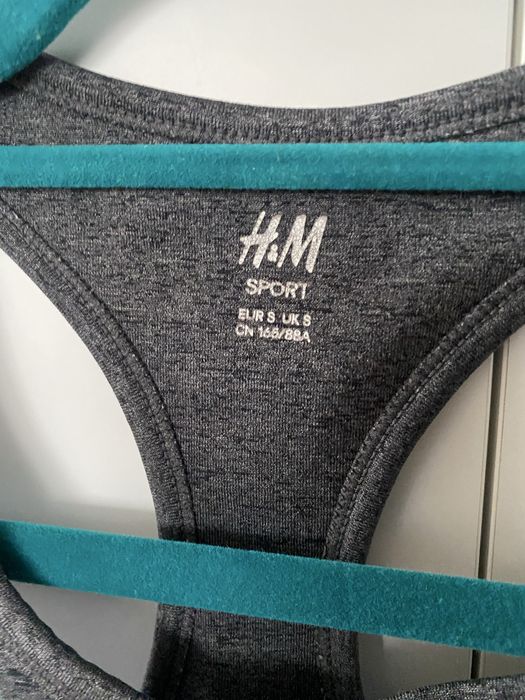 H&M
SPORT
EUR S UK S
CN 165/88A